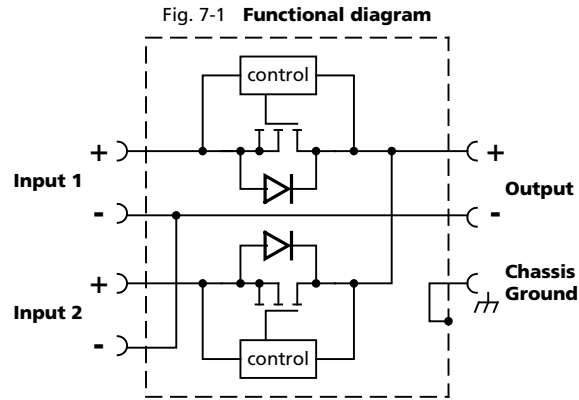 Fig. 7-1 Functional diagram
control
+
+
Input 1
Output
-
-
+
Chassis
Ground
Input 2
-
control